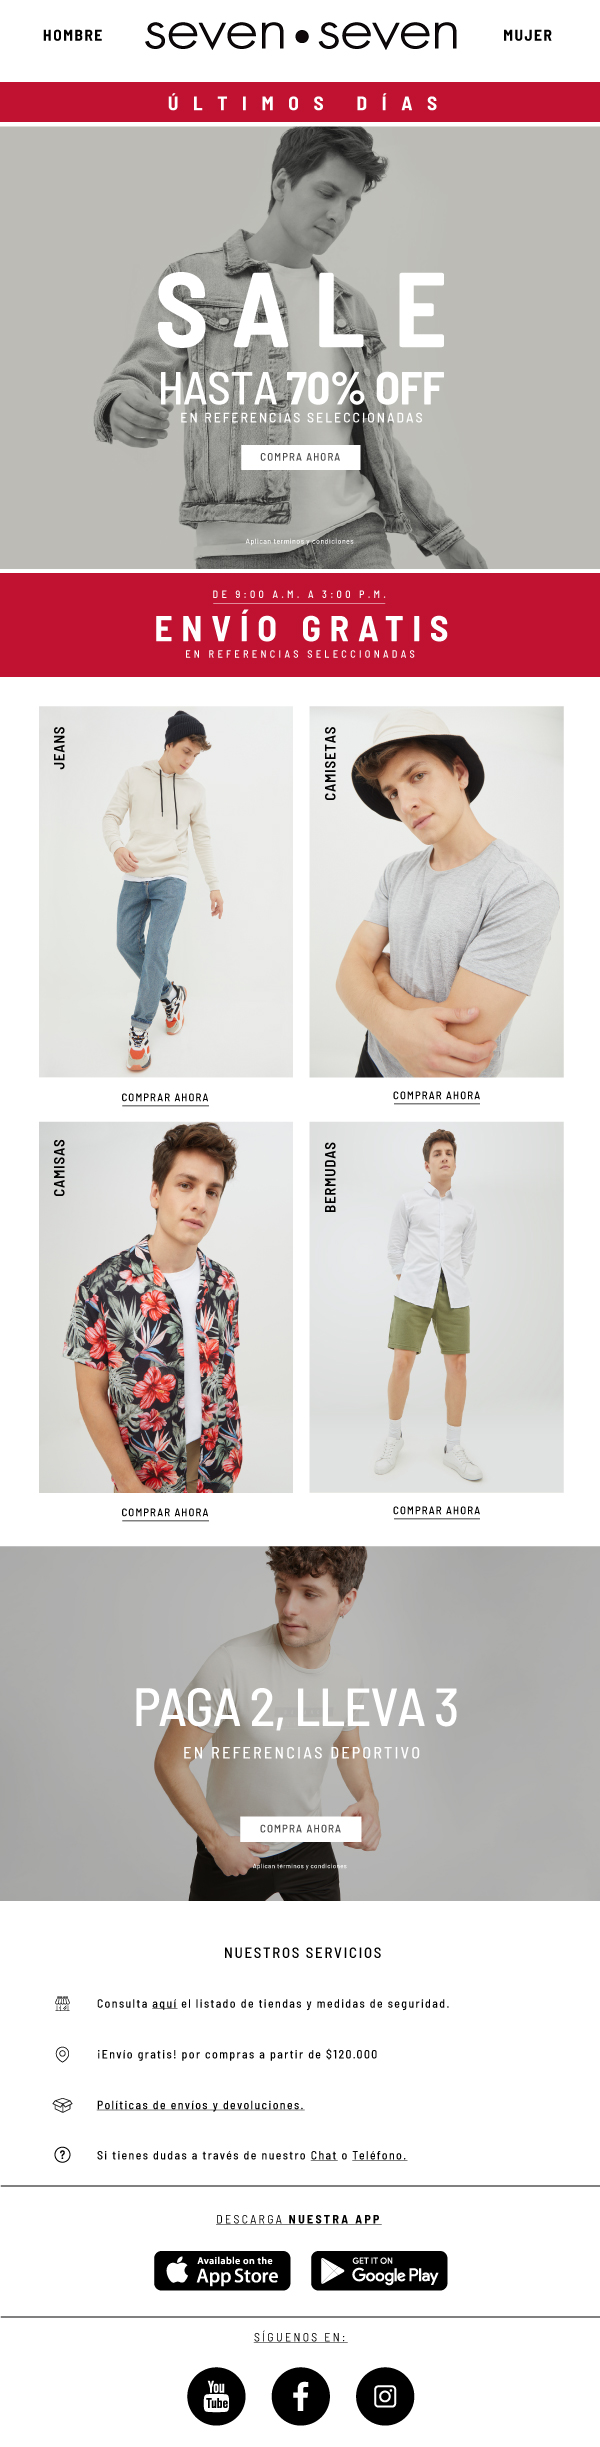 HOMBRE
seven•seven
MUJER
ÚLTIMOS DÍAS
SALE
HASTA 70% OFF
EN REFERENCIAS SELECCIONADAS
COMPRA AHORA
Aplican terminos y condiciones
DE 9:00 A.M. A 3:00 P.M.
ENVÍO GRATIS
EN REFERENCIAS SELECCIONADAS
JEANS
CAMISETAS
COMPRAR AHORA
COMPRAR AHORA
CAMISAS
BERMUDAS
COMPRAR AHORA
COMPRAR AHORA
PAGA 2, LLEVA 3
EN REFERENCIAS DEPORTIVO
COMPRA AHORA
Aplican términos y condiciones
NUESTROS SERVICIOS
Consulta aquí el listado de tiendas y medidas de seguridad.
¡Envío gratis! por compras a partir de $120.000
Políticas de envíos y devoluciones.
Si tienes dudas a través de nuestro Chat o Teléfono.
DESCARGA NUESTRA APP
Available on the
App Store
GET IT ON
Google Play
SÍGUENOS EN:
You
Tube